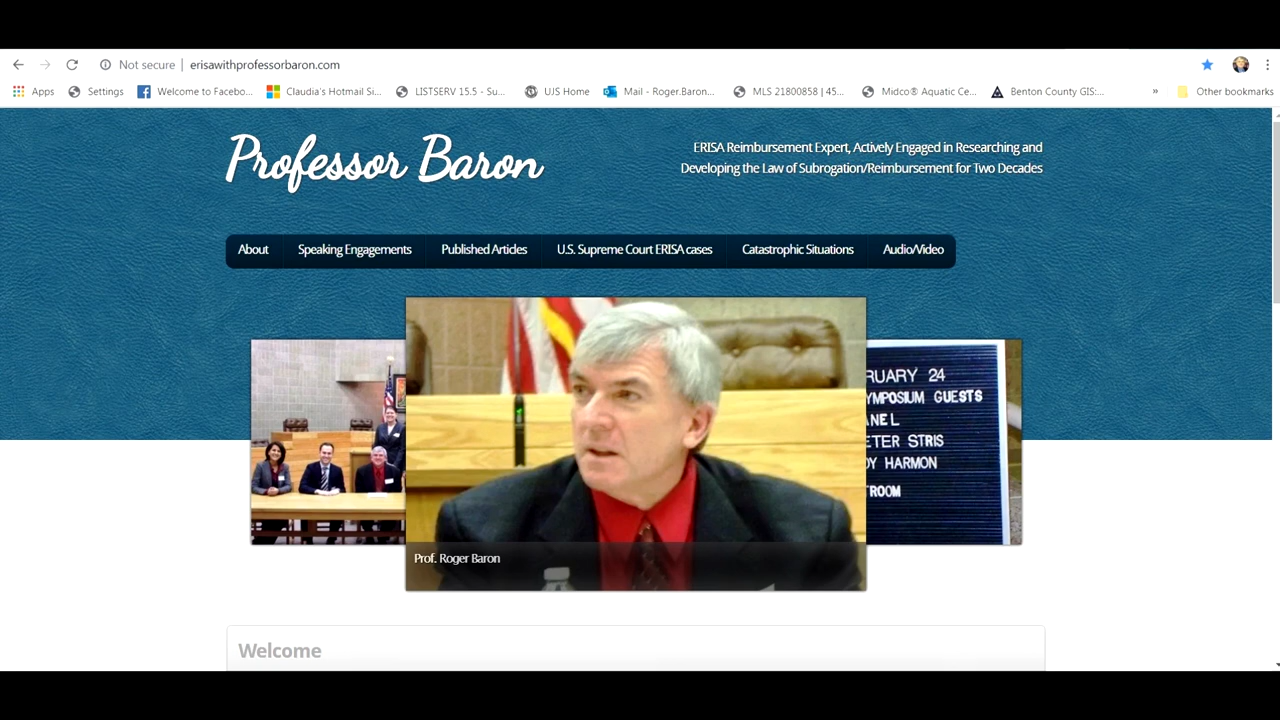 Not secure | erisawithprofessorbaron.com
Apps Settings Welcome to Facebo... Claudia's Hotmail Si... LISTSERV 15.5 - Su... UJS Home Mail - Roger.Baron... MLS 21800858 | 45... Midco® Aquatic Ce... Benton County GIS:... » Other bookmarks
Professor Baron
ERISA Reimbursement Expert, Actively Engaged in Researching and
Developing the Law of Subrogation/Reimbursement for Two Decades
About Speaking Engagements Published Articles U.S. Supreme Court ERISA cases Catastrophic Situations Audio/Video
RUARY 24
YMPOSIUM GUESTS
ANEL
ETER STRIS
DY HARMON
TROOM
Prof. Roger Baron
Welcome